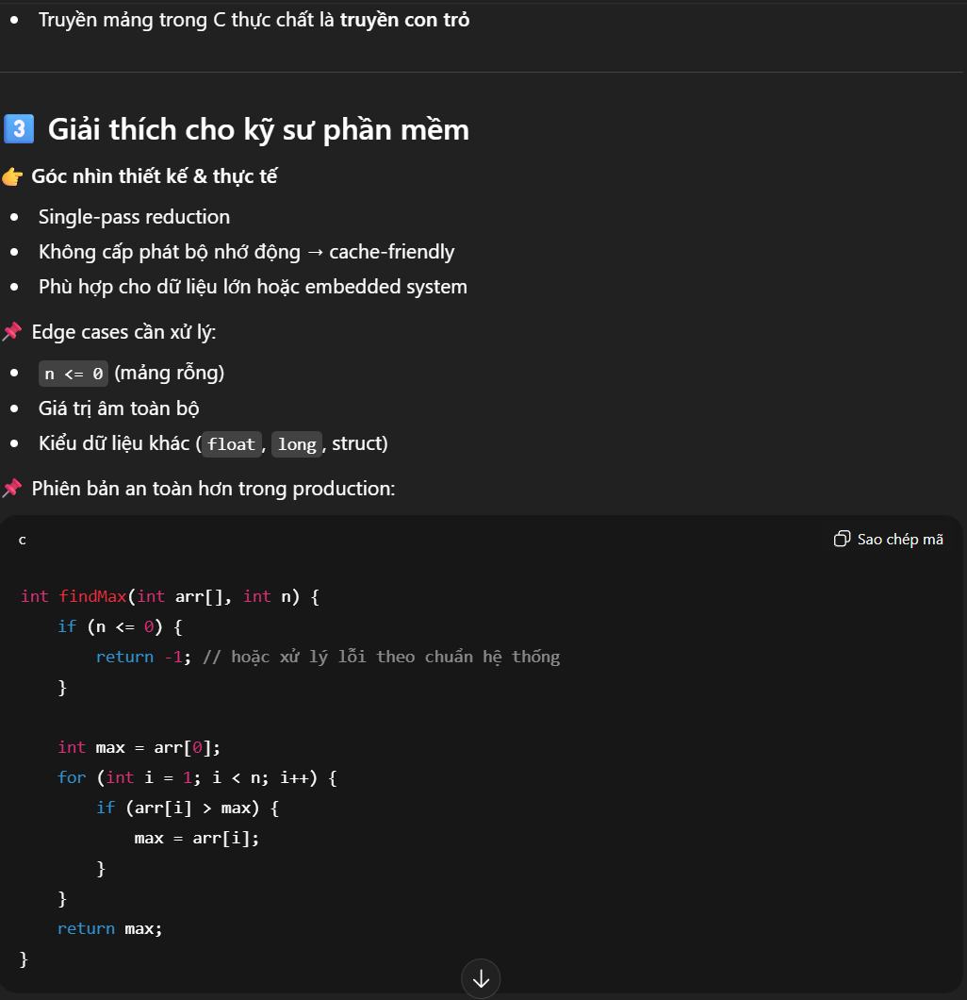 • Truyền mảng trong C thực chất là truyền con trỏ
3 Giải thích cho kỹ sư phần mềm
👉 Góc nhìn thiết kế & thực tế
• Single-pass reduction
• Không cấp phát bộ nhớ động → cache-friendly
• Phù hợp cho dữ liệu lớn hoặc embedded system
📌 Edge cases cần xử lý:
• n <= 0 (mảng rỗng)
• Giá trị âm toàn bộ
• Kiểu dữ liệu khác (float, long, struct)
📌 Phiên bản an toàn hơn trong production:
c Sao chép mã
int findMax(int arr[], int n) {
    if (n <= 0) {
        return -1; // hoặc xử lý lỗi theo chuẩn hệ thống
    }
    int max = arr[0];
    for (int i = 1; i < n; i++) {
        if (arr[i] > max) {
            max = arr[i];
        }
    }
    return max;
}